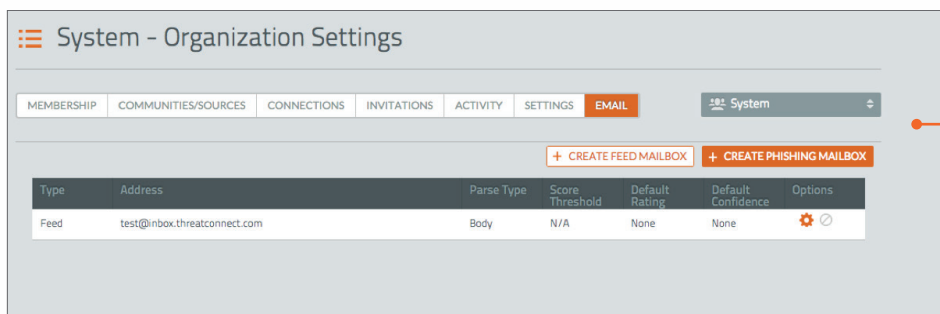 System - Organization Settings
MEMBERSHIP COMMUNITIES/SOURCES CONNECTIONS INVITATIONS ACTIVITY SETTINGS EMAIL System
+ CREATE FEED MAILBOX + CREATE PHISHING MAILBOX
Type Address Parse Type Score Threshold Default Rating Default Confidence Options
Feed test@inbox.threatconnect.com Body N/A None None